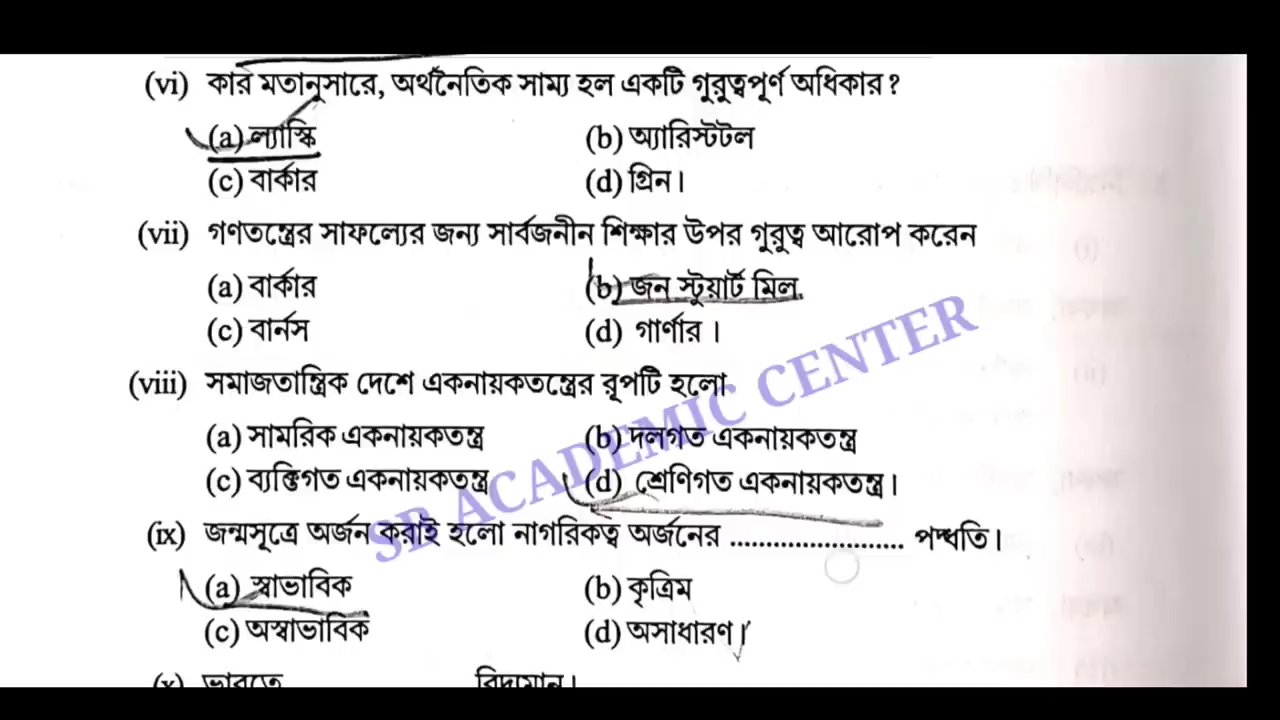 (vi) কার মতানুসারে, অর্থনৈতিক সাম্য হল একটি গুরুত্বপূর্ণ অধিকার?
(a) ল্যাস্কি (b) অ্যারিস্টটল
(c) বার্কার (d) গ্রিন।
(vii) গণতন্ত্রের সাফল্যের জন্য সার্বজনীন শিক্ষার উপর গুরুত্ব আরোপ করেন
(a) বার্কার (b) জন স্টুয়ার্ট মিল
(c) বার্নস (d) গার্ণার।
(viii) সমাজতান্ত্রিক দেশে একনায়কতন্ত্রের রূপটি হলো
(a) সামরিক একনায়কতন্ত্র (b) দলগত একনায়কতন্ত্র
(c) ব্যক্তিগত একনায়কতন্ত্র (d) শ্রেণিগত একনায়কতন্ত্র।
SB ACADEMIC CENTER
(ix) জন্মসূত্রে অর্জন করাই হলো নাগরিকত্ব অর্জনের ........................ পদ্ধতি।
(a) স্বাভাবিক (b) কৃত্রিম
(c) অস্বাভাবিক (d) অসাধারণ।
(x) ভারতে বিদ্যমান।